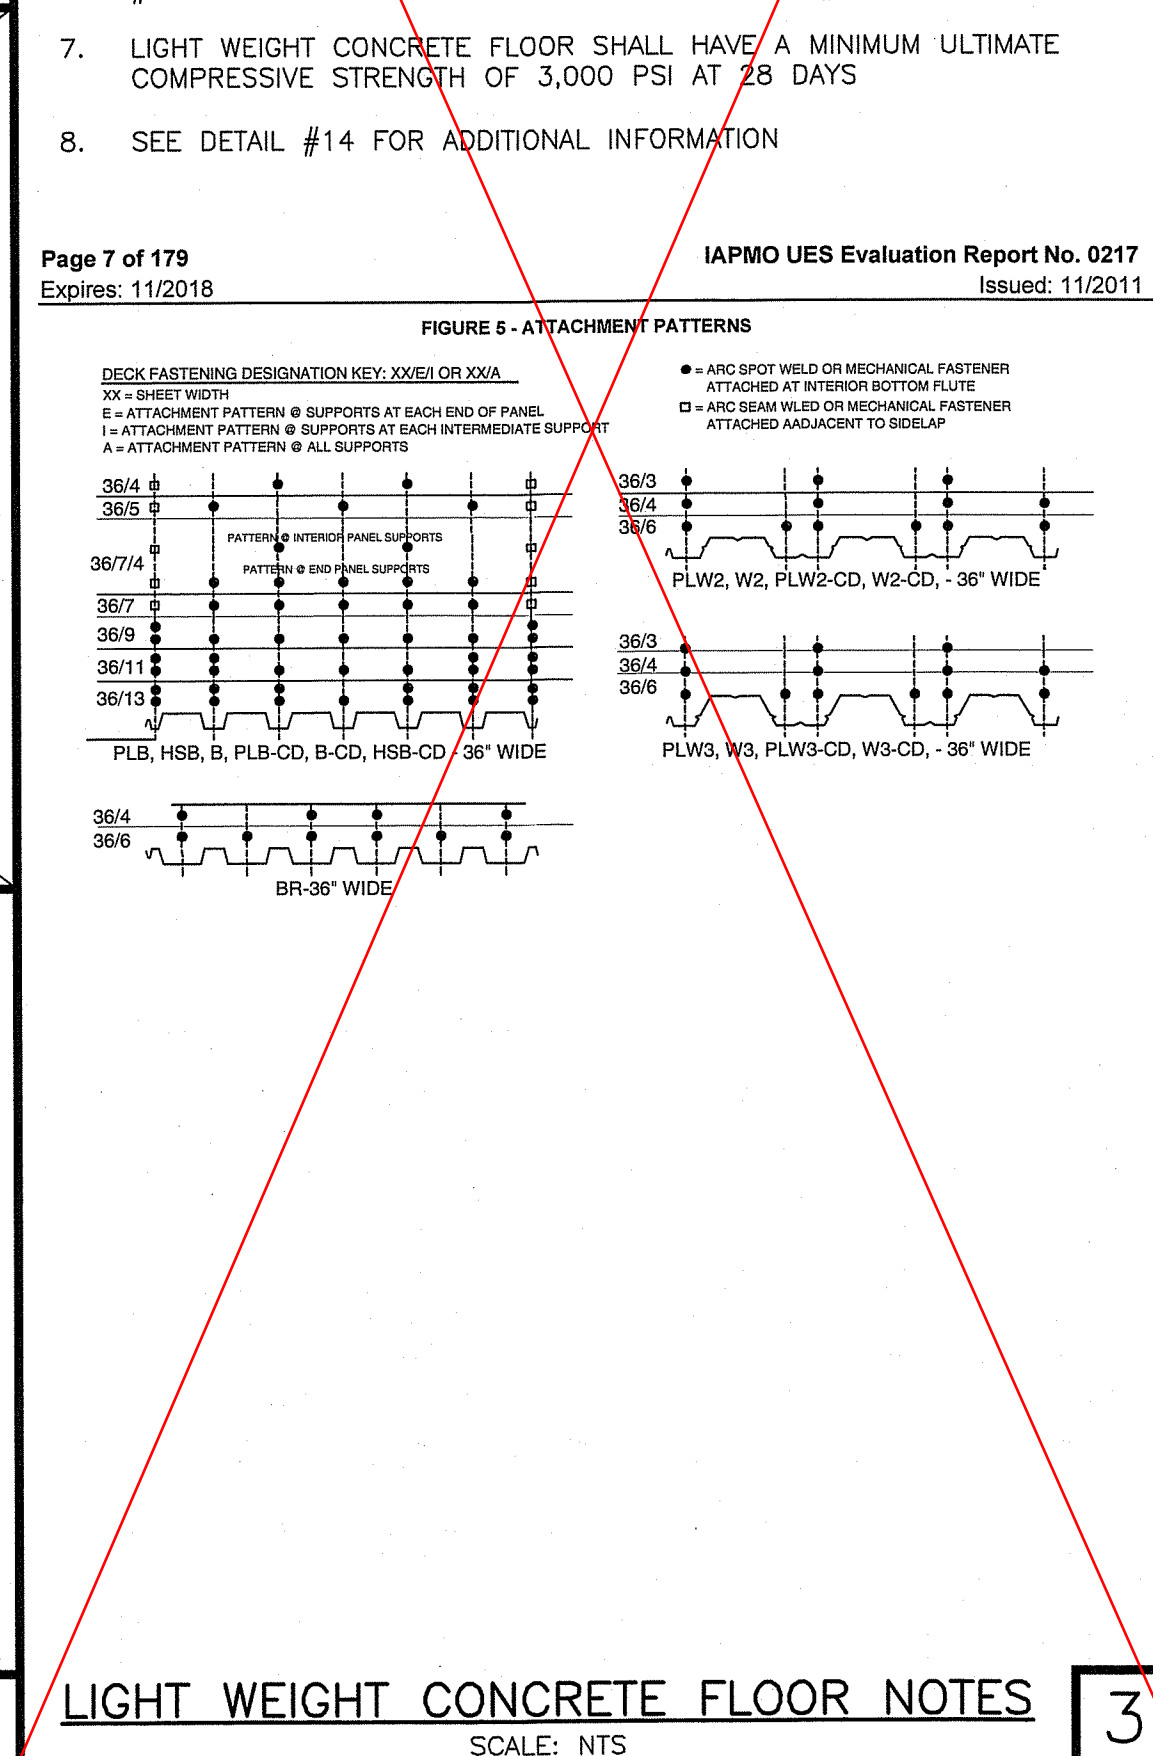 7. LIGHT WEIGHT CONCRETE FLOOR SHALL HAVE A MINIMUM ULTIMATE
COMPRESSIVE STRENGTH OF 3,000 PSI AT 28 DAYS
8. SEE DETAIL #14 FOR ADDITIONAL INFORMATION
Page 7 of 179
IAPMO UES Evaluation Report No. 0217
Expires: 11/2018
Issued: 11/2011
FIGURE 5 - ATTACHMENT PATTERNS
DECK FASTENING DESIGNATION KEY: XX/E/I OR XX/A
XX = SHEET WIDTH
E = ATTACHMENT PATTERN @ SUPPORTS AT EACH END OF PANEL
I = ATTACHMENT PATTERN @ SUPPORTS AT EACH INTERMEDIATE SUPPORT
A = ATTACHMENT PATTERN @ ALL SUPPORTS
= ARC SPOT WELD OR MECHANICAL FASTENER
ATTACHED AT INTERIOR BOTTOM FLUTE
= ARC SEAM WLED OR MECHANICAL FASTENER
ATTACHED AADJACENT TO SIDELAP
36/4
36/5
PATTERN @ INTERIOR PANEL SUPPORTS
36/7/4
PATTERN @ END PANEL SUPPORTS
36/7
36/9
36/11
36/13
PLB, HSB, B, PLB-CD, B-CD, HSB-CD - 36" WIDE
36/3
36/4
36/6
PLW2, W2, PLW2-CD, W2-CD, - 36" WIDE
36/3
36/4
36/6
PLW3, W3, PLW3-CD, W3-CD, - 36" WIDE
36/4
36/6
BR-36" WIDE
LIGHT WEIGHT CONCRETE FLOOR NOTES
3
SCALE: NTS